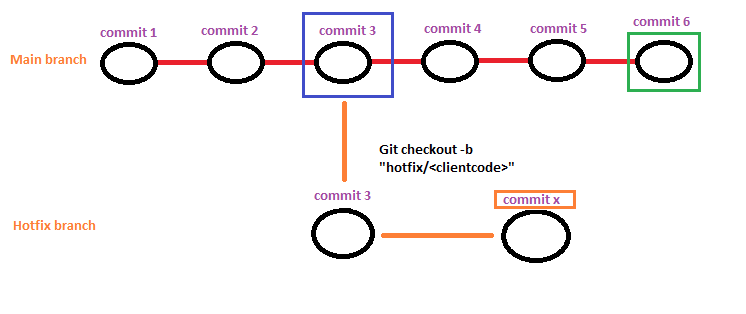 commit 1
commit 2
commit 3
commit 4
commit 5
commit 6
Main branch
Git checkout -b
"hotfix/<clientcode>"
commit 3
commit x
Hotfix branch